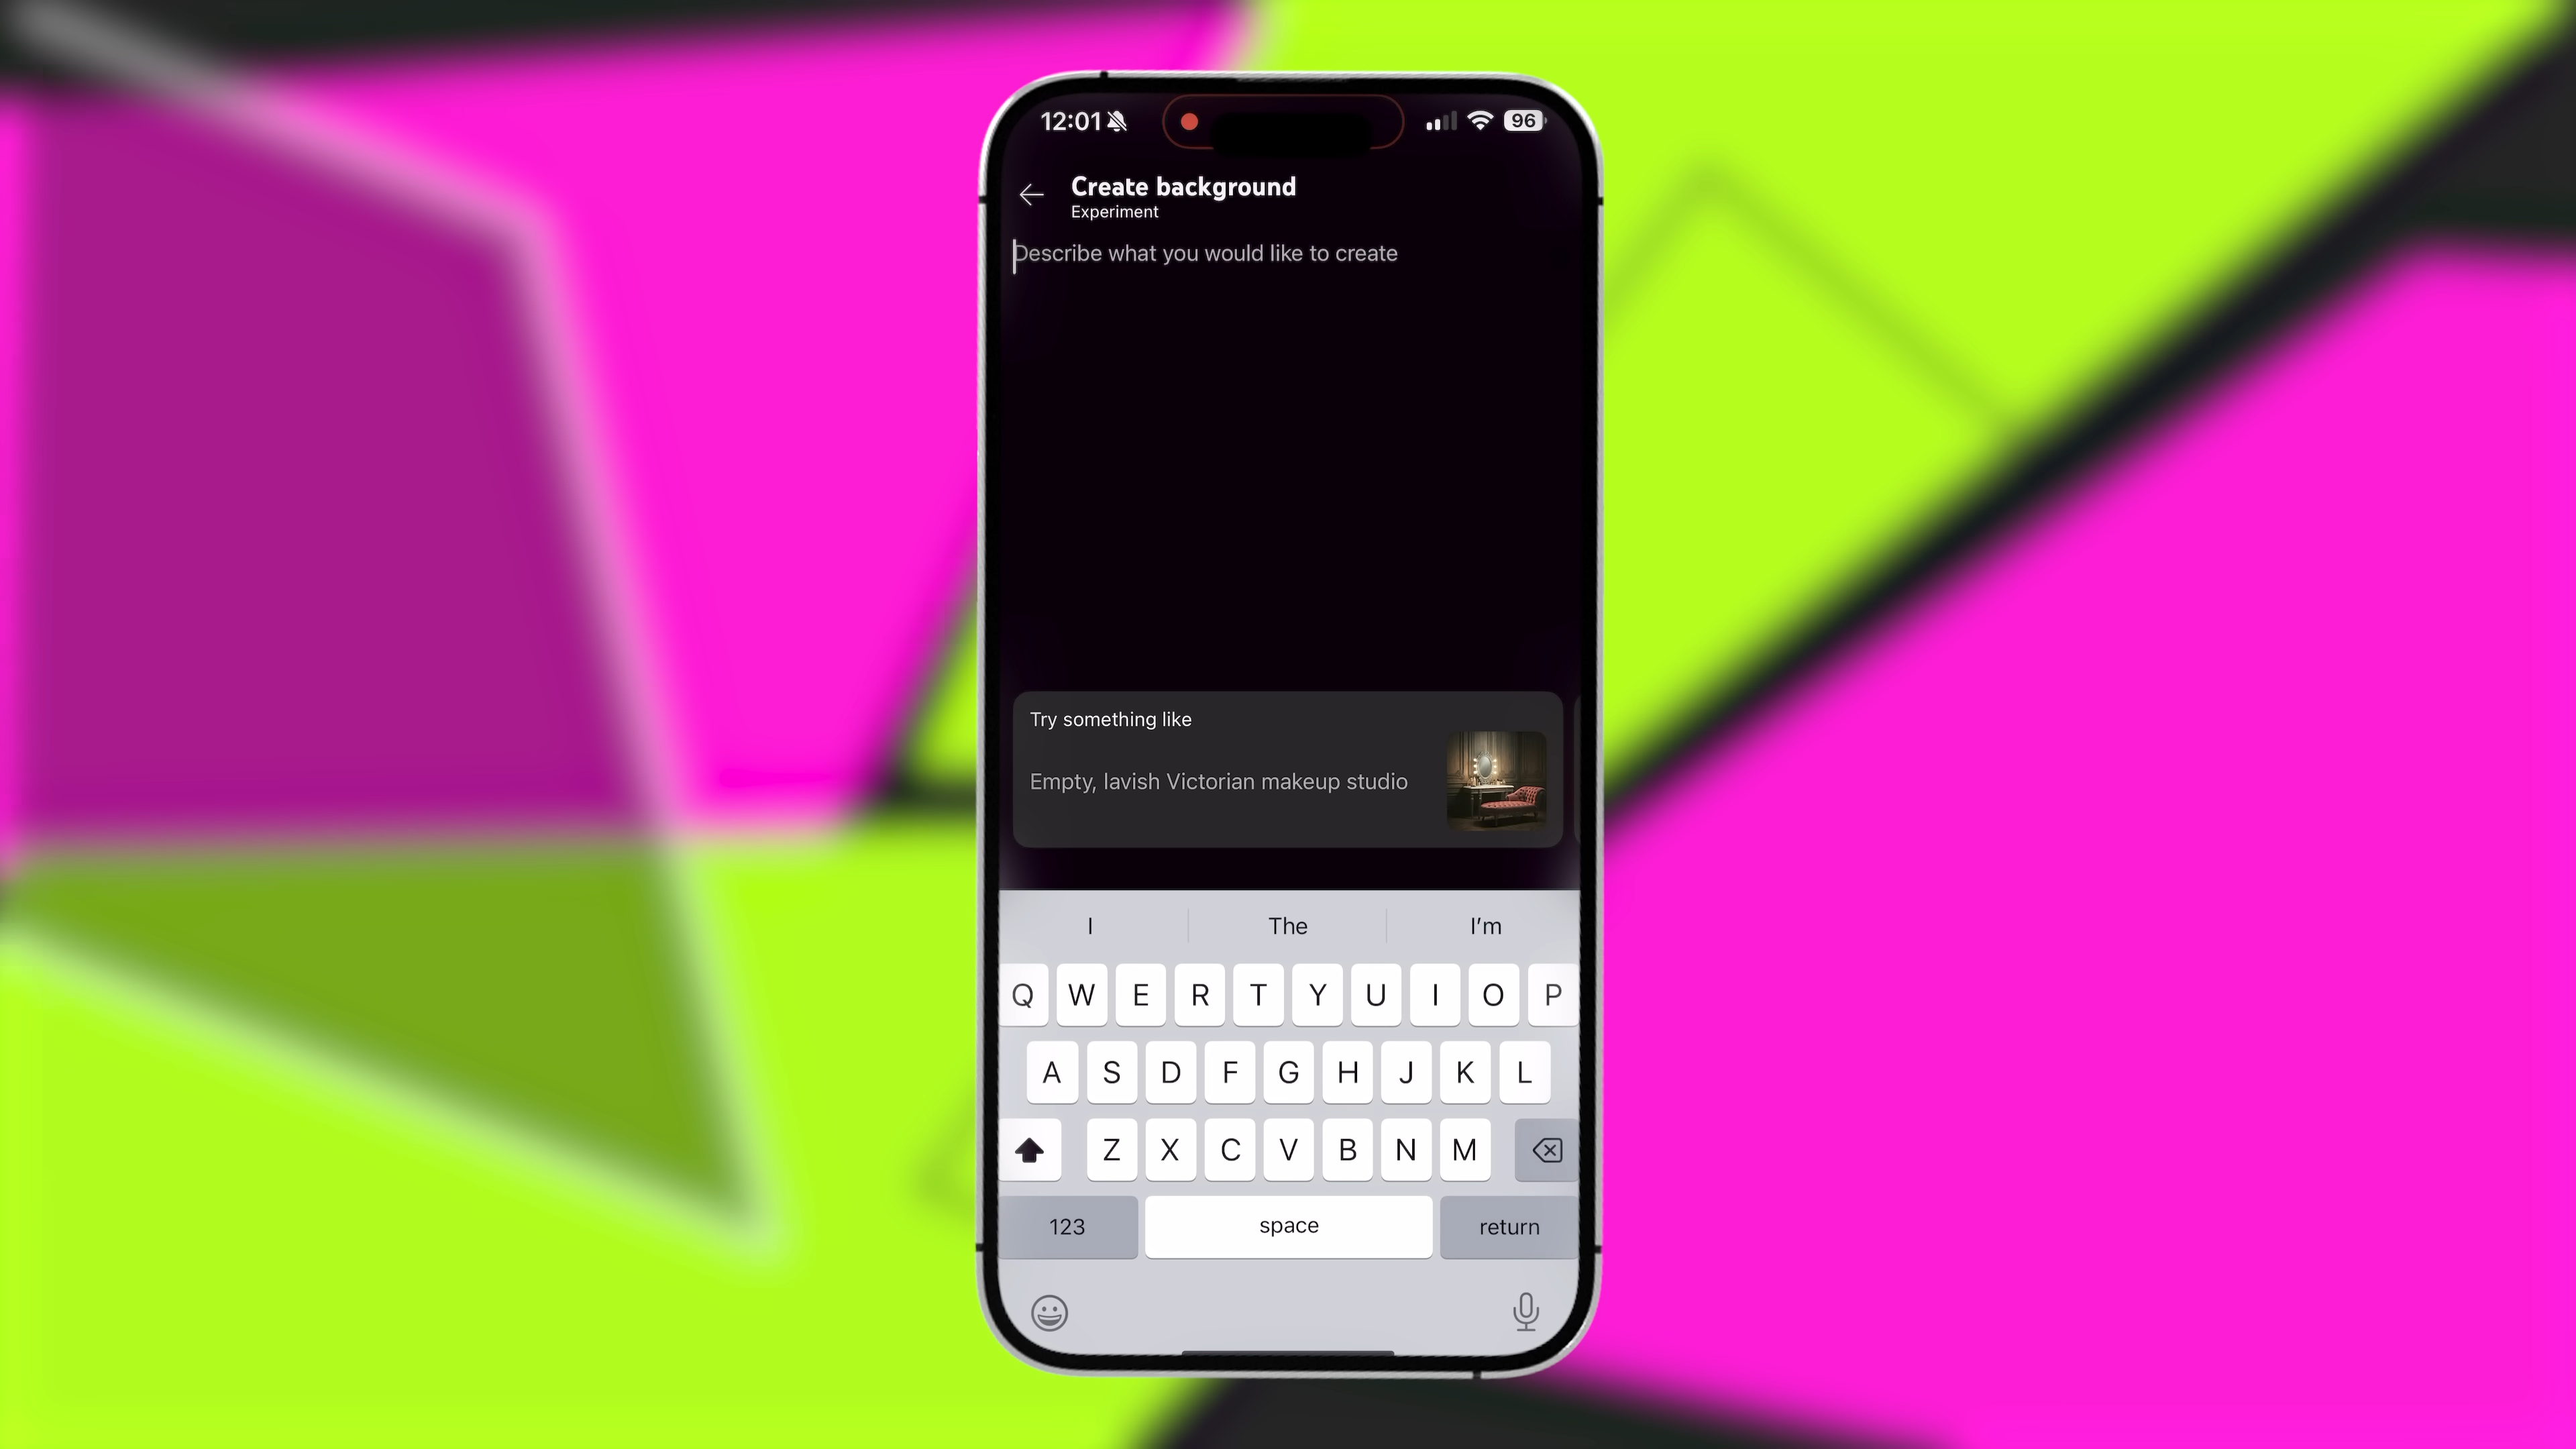 12:01
96
Create background
Experiment
Describe what you would like to create
Try something like
Empty, lavish Victorian makeup studio
I The I’m
Q W E R T Y U I O P
A S D F G H J K L
Z X C V B N M
123 space return